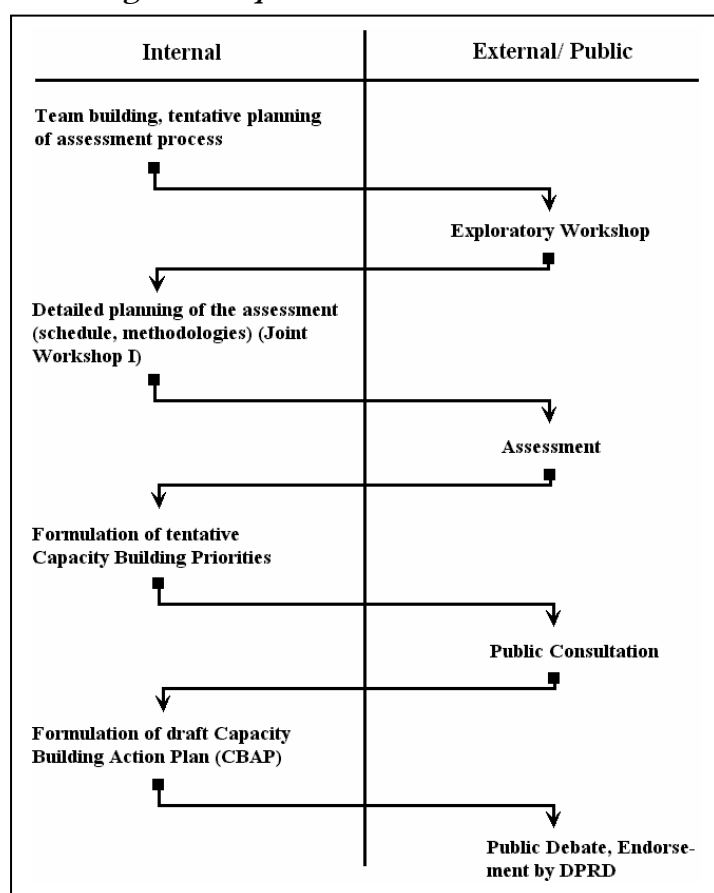 Internal
External/ Public
Team building, tentative planning
of assessment process
Exploratory Workshop
Detailed planning of the assessment
(schedule, methodologies) (Joint
Workshop I)
Assessment
Formulation of tentative
Capacity Building Priorities
Public Consultation
Formulation of draft Capacity
Building Action Plan (CBAP)
Public Debate, Endorse-
ment by DPRD